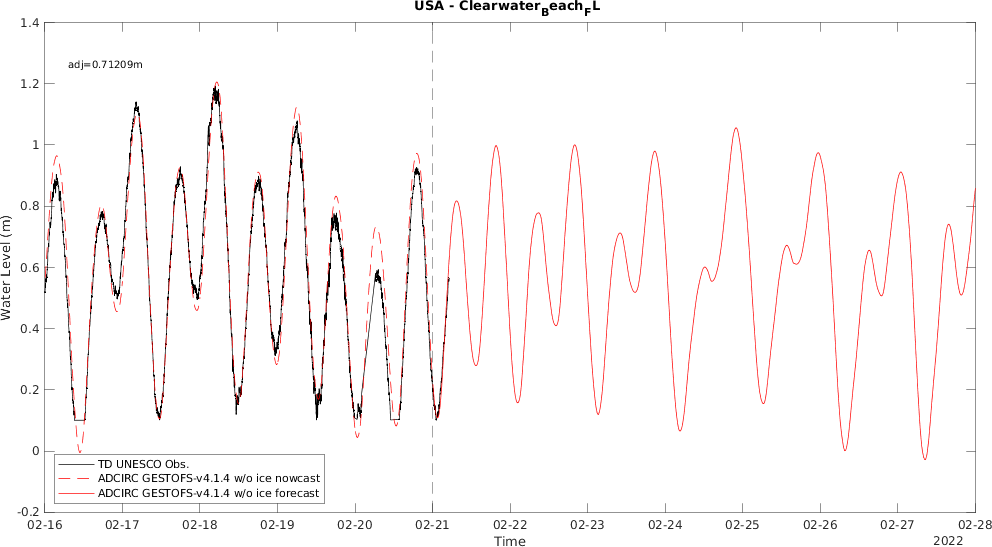 USA - Clearwater_Beach_FL
adj=0.71209m
1.4
1.2
1
0.8
0.6
0.4
0.2
0
-0.2
Water Level (m)
TD UNESCO Obs.
ADCIRC GESTOFS-v4.1.4 w/o ice nowcast
ADCIRC GESTOFS-v4.1.4 w/o ice forecast
02-16 02-17 02-18 02-19 02-20 02-21 02-22 02-23 02-24 02-25 02-26 02-27 02-28
Time
2022